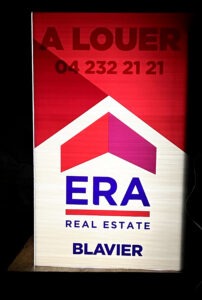 A LOUER
04 232 21 21
ERA
REAL ESTATE
BLAVIER